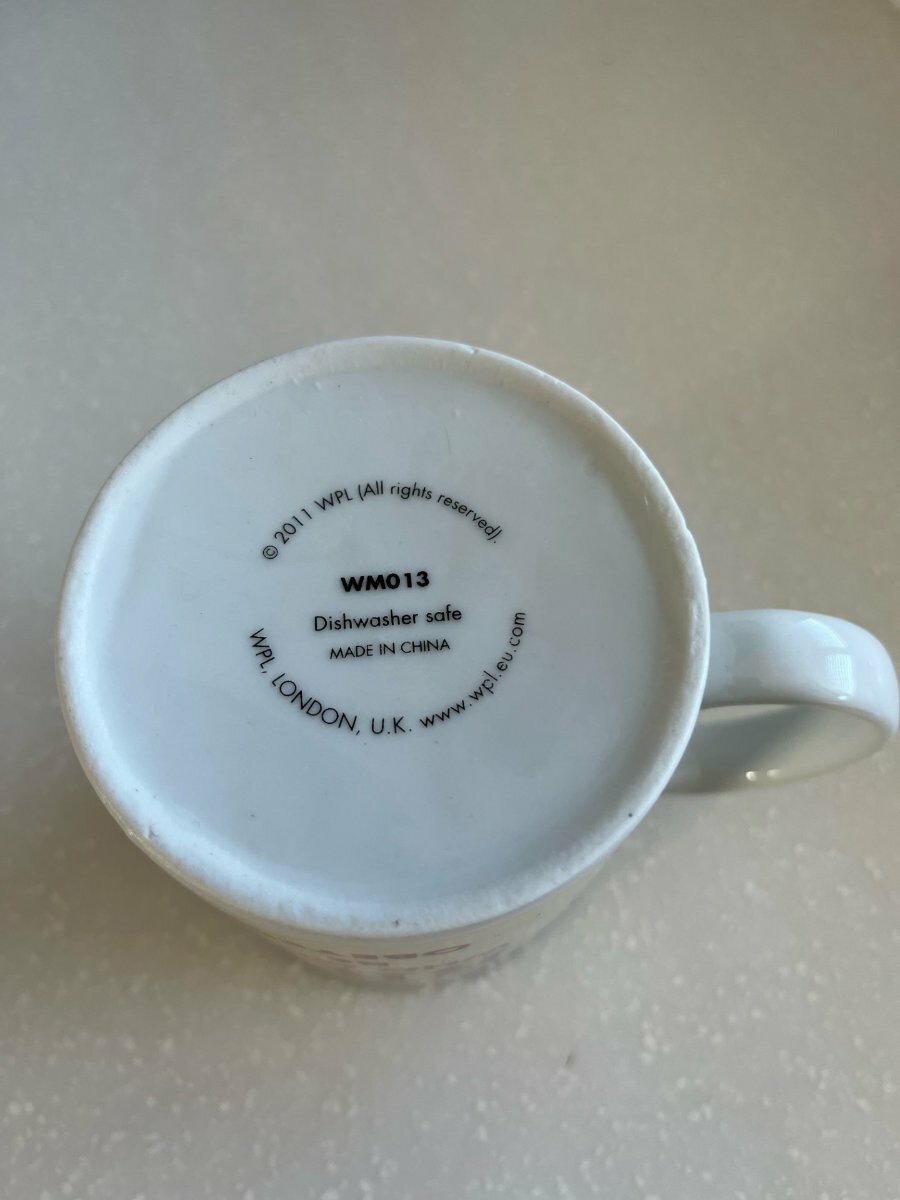 © 2011 WPL (All rights reserved).
WM013
Dishwasher safe
MADE IN CHINA
WPL, LONDON, U.K. www.wpl.eu.com